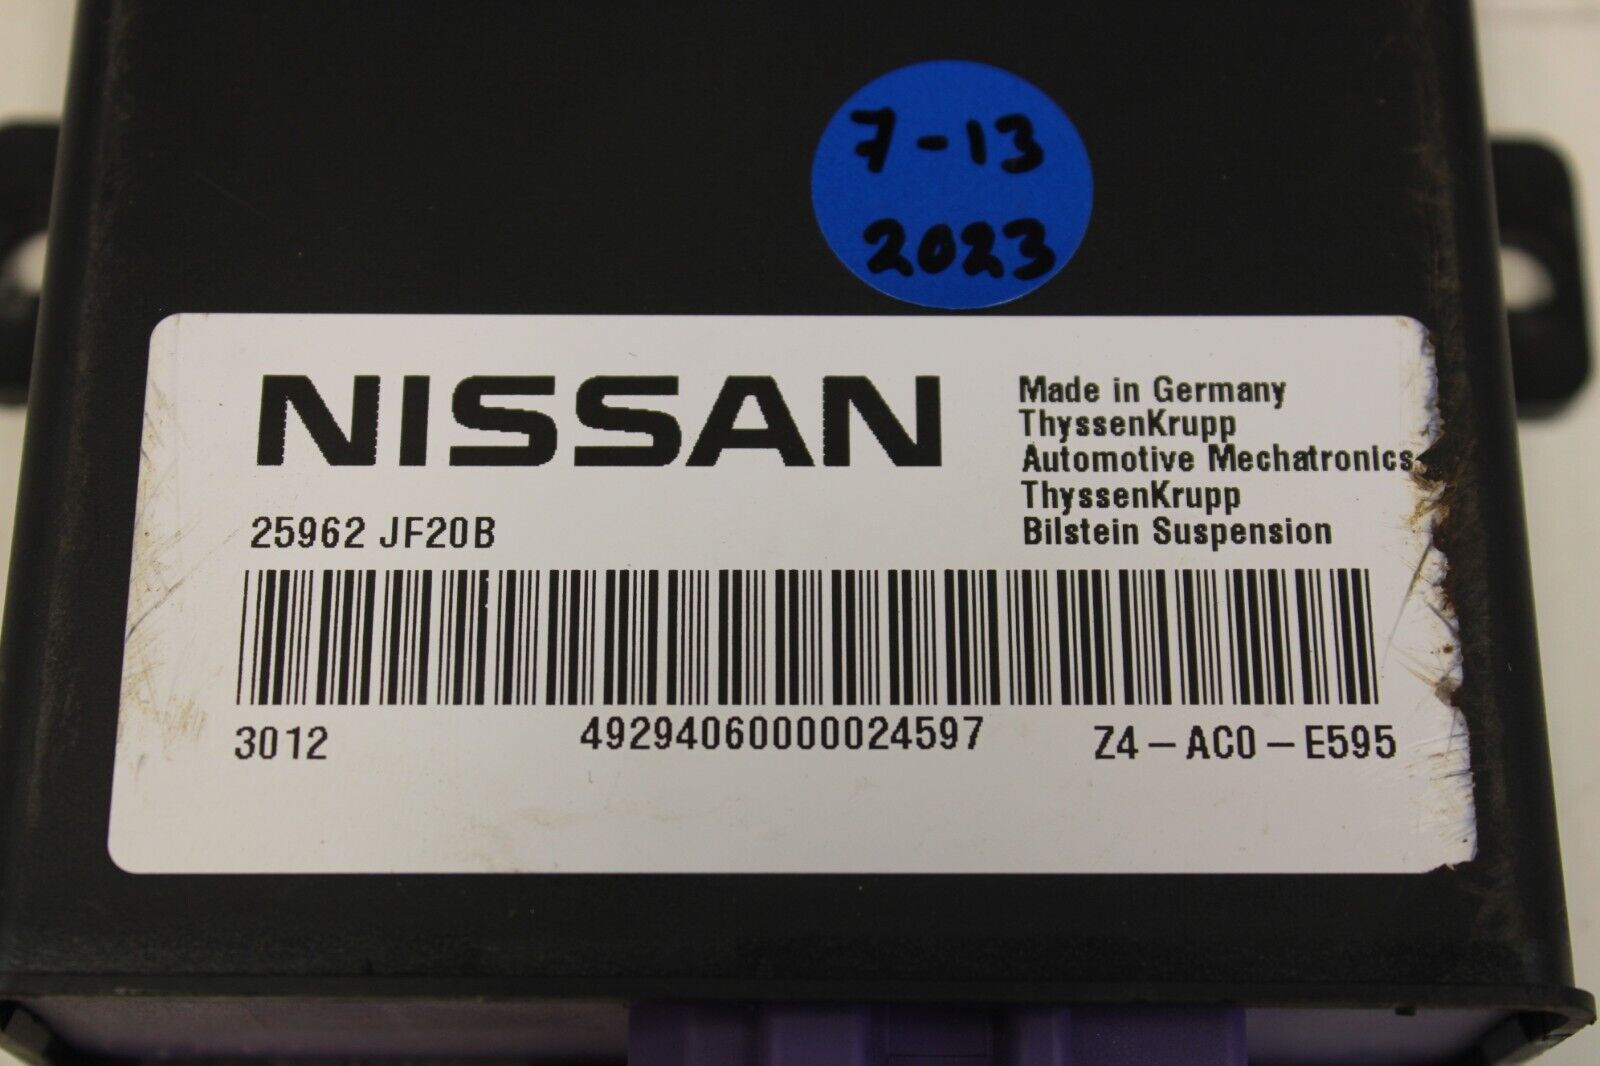 7-13
2023
NISSAN
Made in Germany
ThyssenKrupp
Automotive Mechatronics
ThyssenKrupp
Bilstein Suspension
25962 JF20B
3012
49294060000024597
Z4-AC0-E595